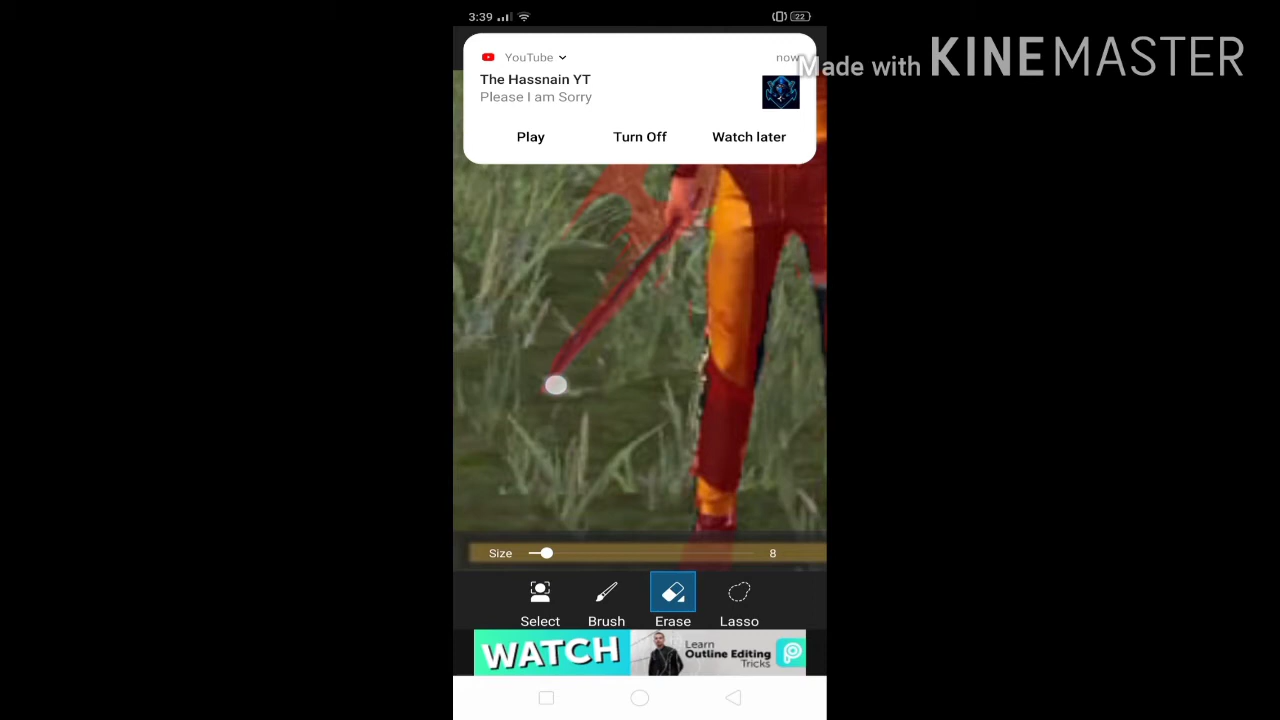 3:39
22
YouTube
now
Made with KINEMASTER
The Hassnain YT
Please I am Sorry
Play
Turn Off
Watch later
Size
8
Select
Brush
Erase
Lasso
WATCH
Learn
Outline Editing
Tricks